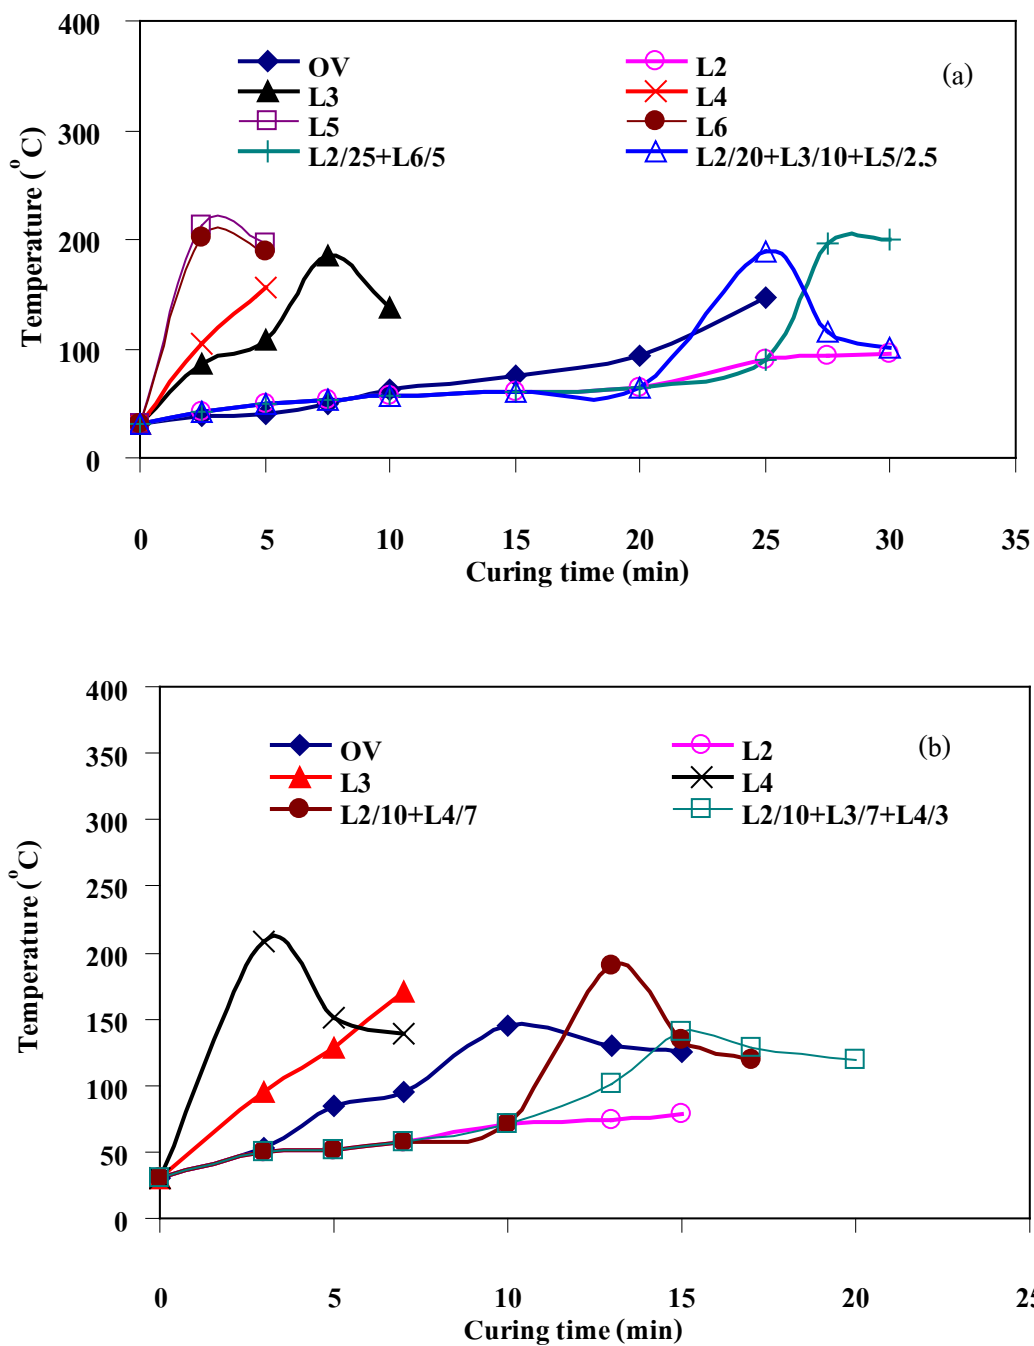 400
300
200
100
0
Temperature (°C)
OV
L2
L3
L4
L5
L6
L2/25+L6/5
L2/20+L3/10+L5/2.5
(a)
0 5 10 15 20 25 30 35
Curing time (min)
400
350
300
250
200
150
100
50
0
Temperature (°C)
OV
L2
L3
L4
L2/10+L4/7
L2/10+L3/7+L4/3
(b)
0 5 10 15 20 25
Curing time (min)